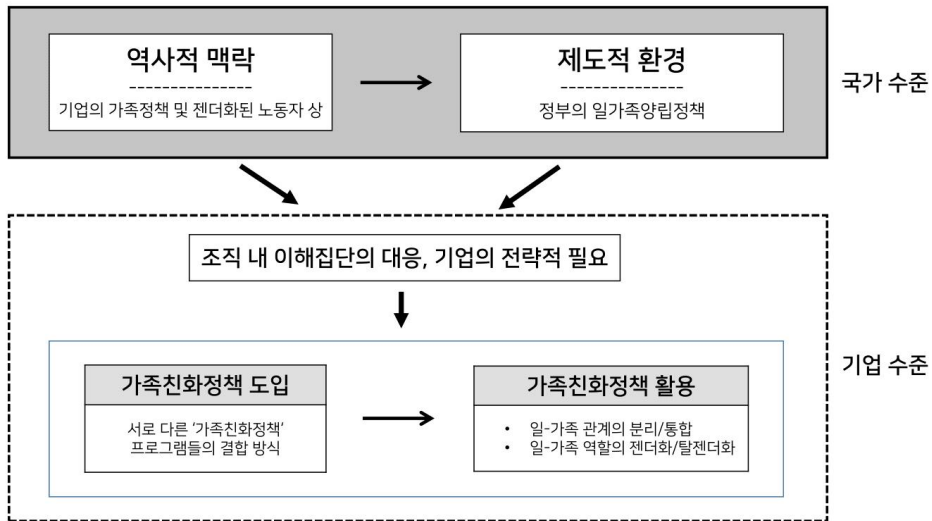 역사적 맥락
---------------
기업의 가족정책 및 젠더화된 노동자 상
제도적 환경
---------------
정부의 일가족양립정책
국가 수준
조직 내 이해집단의 대응, 기업의 전략적 필요
기업 수준
가족친화정책 도입
서로 다른 '가족친화정책'
프로그램들의 결합 방식
가족친화정책 활용
• 일-가족 관계의 분리/통합
• 일-가족 역할의 젠더화/탈젠더화